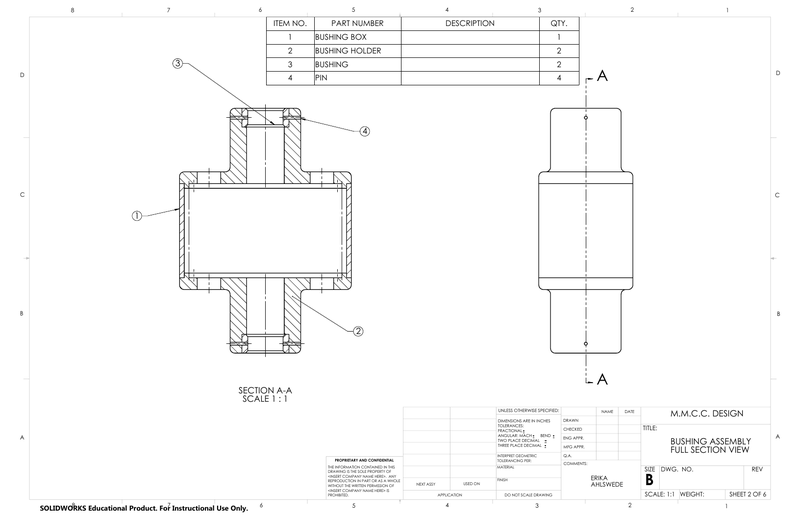 8 7 6 5 4 3 2 1
ITEM NO. PART NUMBER DESCRIPTION QTY.
1 BUSHING BOX 1
2 BUSHING HOLDER 2
3 BUSHING 2
4 PIN 4
3
4
1
2
A
A
D D
C C
B B
A A
SECTION A-A
SCALE 1 : 1
PROPRIETARY AND CONFIDENTIAL
THE INFORMATION CONTAINED IN THIS
DRAWING IS THE SOLE PROPERTY OF
<INSERT COMPANY NAME HERE>. ANY
REPRODUCTION IN PART OR AS A WHOLE
WITHOUT THE WRITTEN PERMISSION OF
<INSERT COMPANY NAME HERE> IS
PROHIBITED.
NEXT ASSY USED ON
APPLICATION
UNLESS OTHERWISE SPECIFIED:
DIMENSIONS ARE IN INCHES
TOLERANCES:
FRACTIONAL±
ANGULAR: MACH± BEND ±
TWO PLACE DECIMAL ±
THREE PLACE DECIMAL ±
INTERPRET GEOMETRIC
TOLERANCING PER:
MATERIAL
FINISH
DO NOT SCALE DRAWING
NAME DATE
DRAWN
CHECKED
ENG APPR.
MFG APPR.
Q.A.
COMMENTS:
ERIKA
AHLSWEDE
M.M.C.C. DESIGN
TITLE:
BUSHING ASSEMBLY
FULL SECTION VIEW
SIZE DWG. NO. REV
B
SCALE: 1:1 WEIGHT: SHEET 2 OF 6
8 7 6 5 4 3 2 1
SOLIDWORKS Educational Product. For Instructional Use Only.